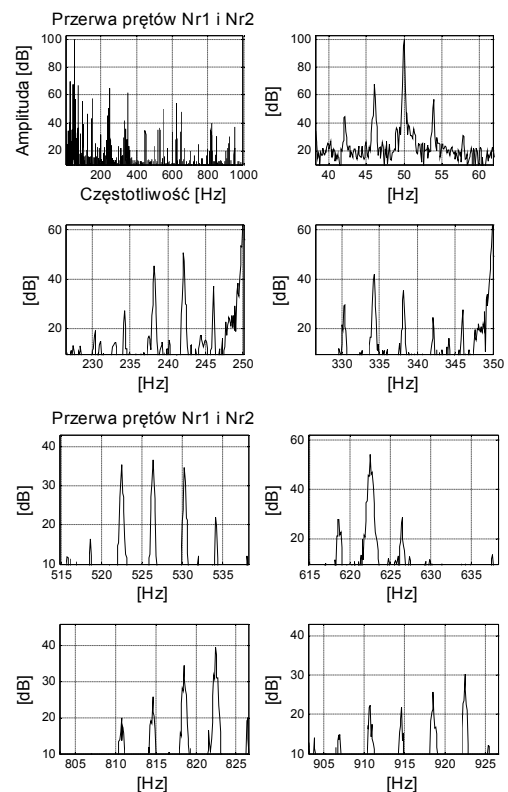 Przerwa prętów Nr1 i Nr2
Amplituda [dB]
100
80
60
40
20
200 400 600 800 1000
Częstotliwość [Hz]
[dB]
100
80
60
40
20
40 45 50 55 60
[Hz]
[dB]
60
40
20
230 235 240 245 250
[Hz]
[dB]
60
40
20
330 335 340 345 350
[Hz]
Przerwa prętów Nr1 i Nr2
[dB]
40
30
20
10
515 520 525 530 535
[Hz]
[dB]
60
40
20
615 620 625 630 635
[Hz]
[dB]
40
30
20
10
805 810 815 820 825
[Hz]
[dB]
40
30
20
10
905 910 915 920 925
[Hz]